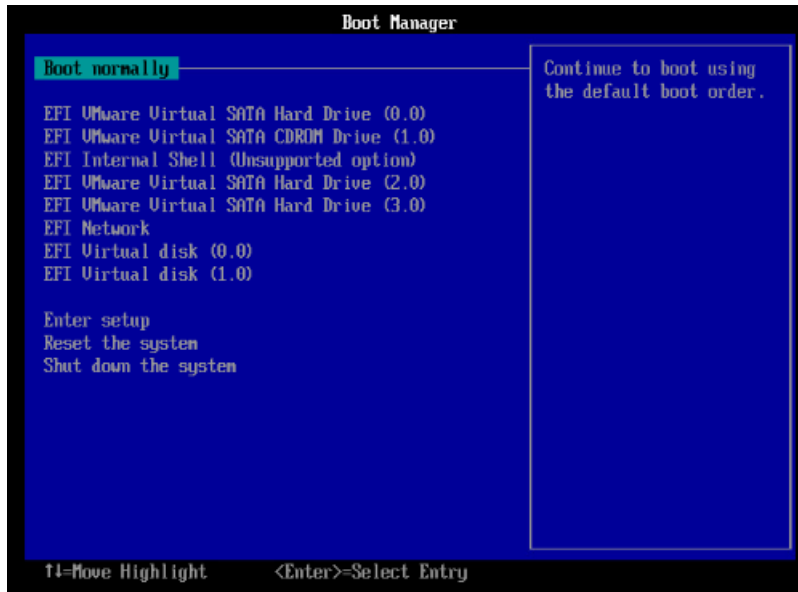 Boot Manager
Boot normally
Continue to boot using
the default boot order.
EFI VMware Virtual SATA Hard Drive (0.0)
EFI VMware Virtual SATA CDROM Drive (1.0)
EFI Internal Shell (Unsupported option)
EFI VMware Virtual SATA Hard Drive (2.0)
EFI VMware Virtual SATA Hard Drive (3.0)
EFI Network
EFI Virtual disk (0.0)
EFI Virtual disk (1.0)
Enter setup
Reset the system
Shut down the system
↑↓=Move Highlight <Enter>=Select Entry